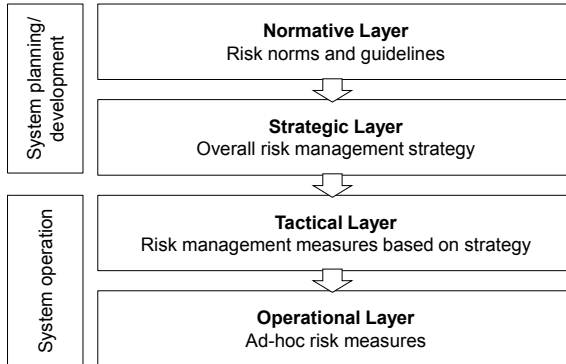 System planning/
development
Normative Layer
Risk norms and guidelines
Strategic Layer
Overall risk management strategy
System operation
Tactical Layer
Risk management measures based on strategy
Operational Layer
Ad-hoc risk measures